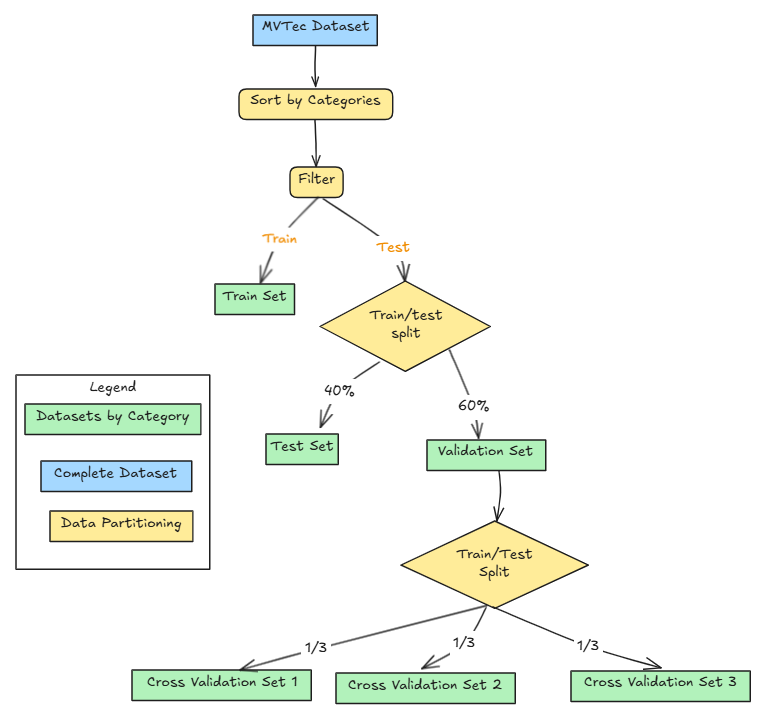 MVTec Dataset
Sort by Categories
Filter
Train
Test
Train Set
Train/test
split
40%
60%
Test Set
Validation Set
Legend
Datasets by Category
Complete Dataset
Data Partitioning
Train/Test
Split
1/3
1/3
1/3
Cross Validation Set 1
Cross Validation Set 2
Cross Validation Set 3